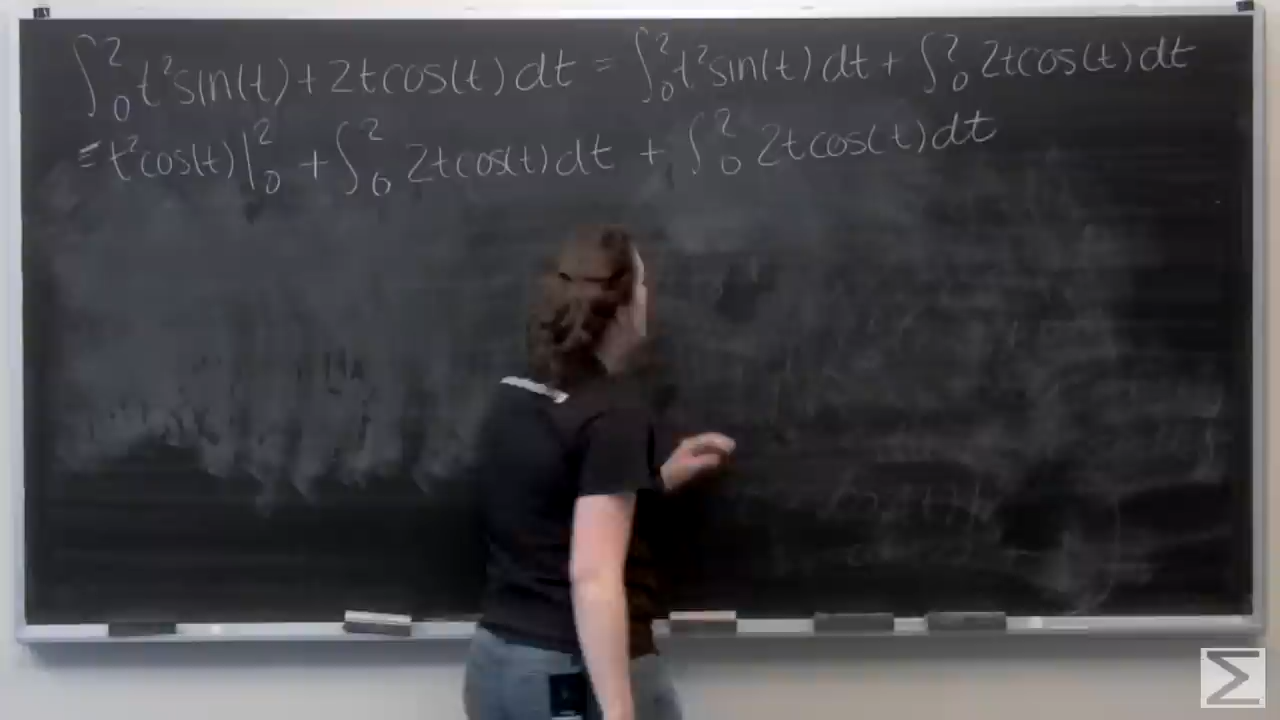 ∫₀² t²sin(t)+2tcos(t)dt = ∫₀² t²sin(t)dt + ∫₀² 2tcos(t)dt
= t²cos(t)|₀² + ∫₀² 2tcos(t)dt + ∫₀² 2tcos(t)dt
Σ